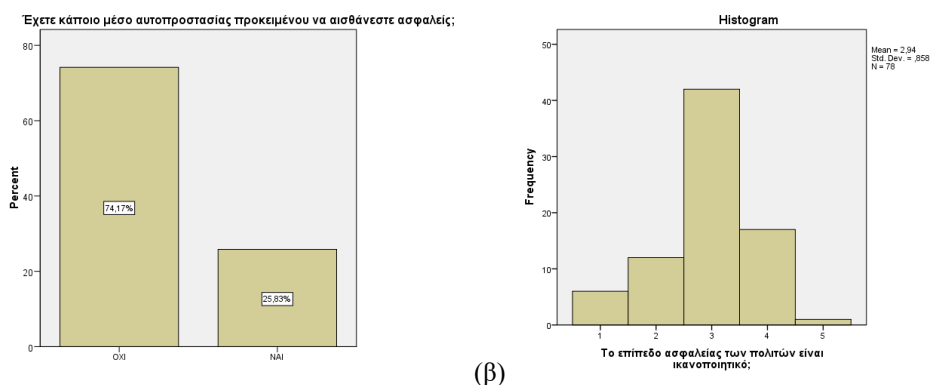 Έχετε κάποιο μέσο αυτοπροστασίας προκειμένου να αισθάνεστε ασφαλείς;
80
60
40
20
0
Percent
74,17%
25,83%
ΟΧΙ
ΝΑΙ
(β)
Histogram
Mean = 2,94
Std. Dev. = ,858
N = 78
50
40
30
20
10
0
Frequency
1 2 3 4 5
Το επίπεδο ασφαλείας των πολιτών είναι
ικανοποιητικό;